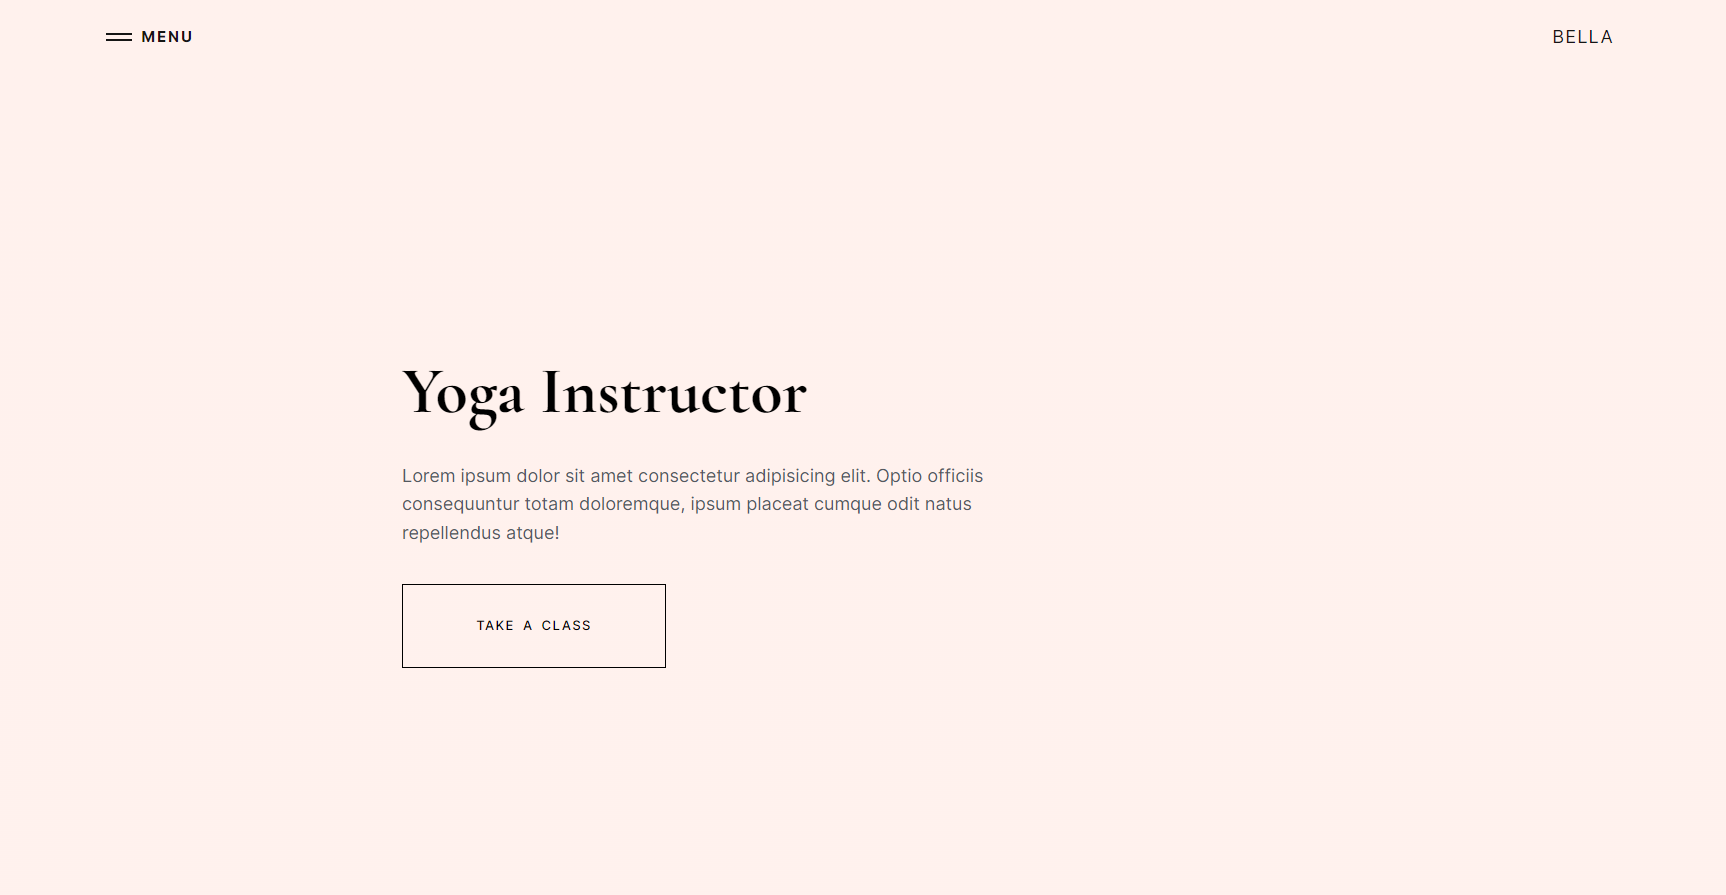 MENU
BELLA
Yoga Instructor
Lorem ipsum dolor sit amet consectetur adipisicing elit. Optio officiis
consequuntur totam doloremque, ipsum placeat cumque odit natus
repellendus atque!
TAKE A CLASS